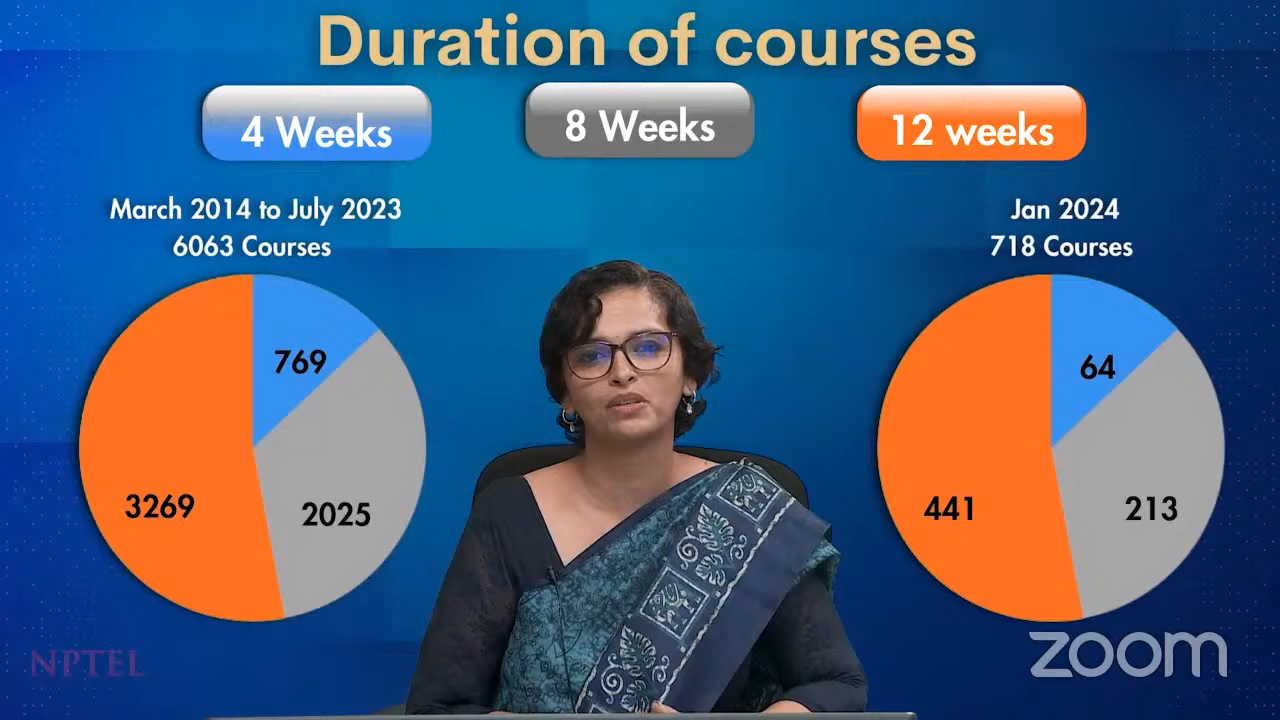 Duration of courses
4 Weeks
8 Weeks
12 weeks
March 2014 to July 2023
6063 Courses
769
3269
2025
Jan 2024
718 Courses
64
441
213
NPTEL
zoom